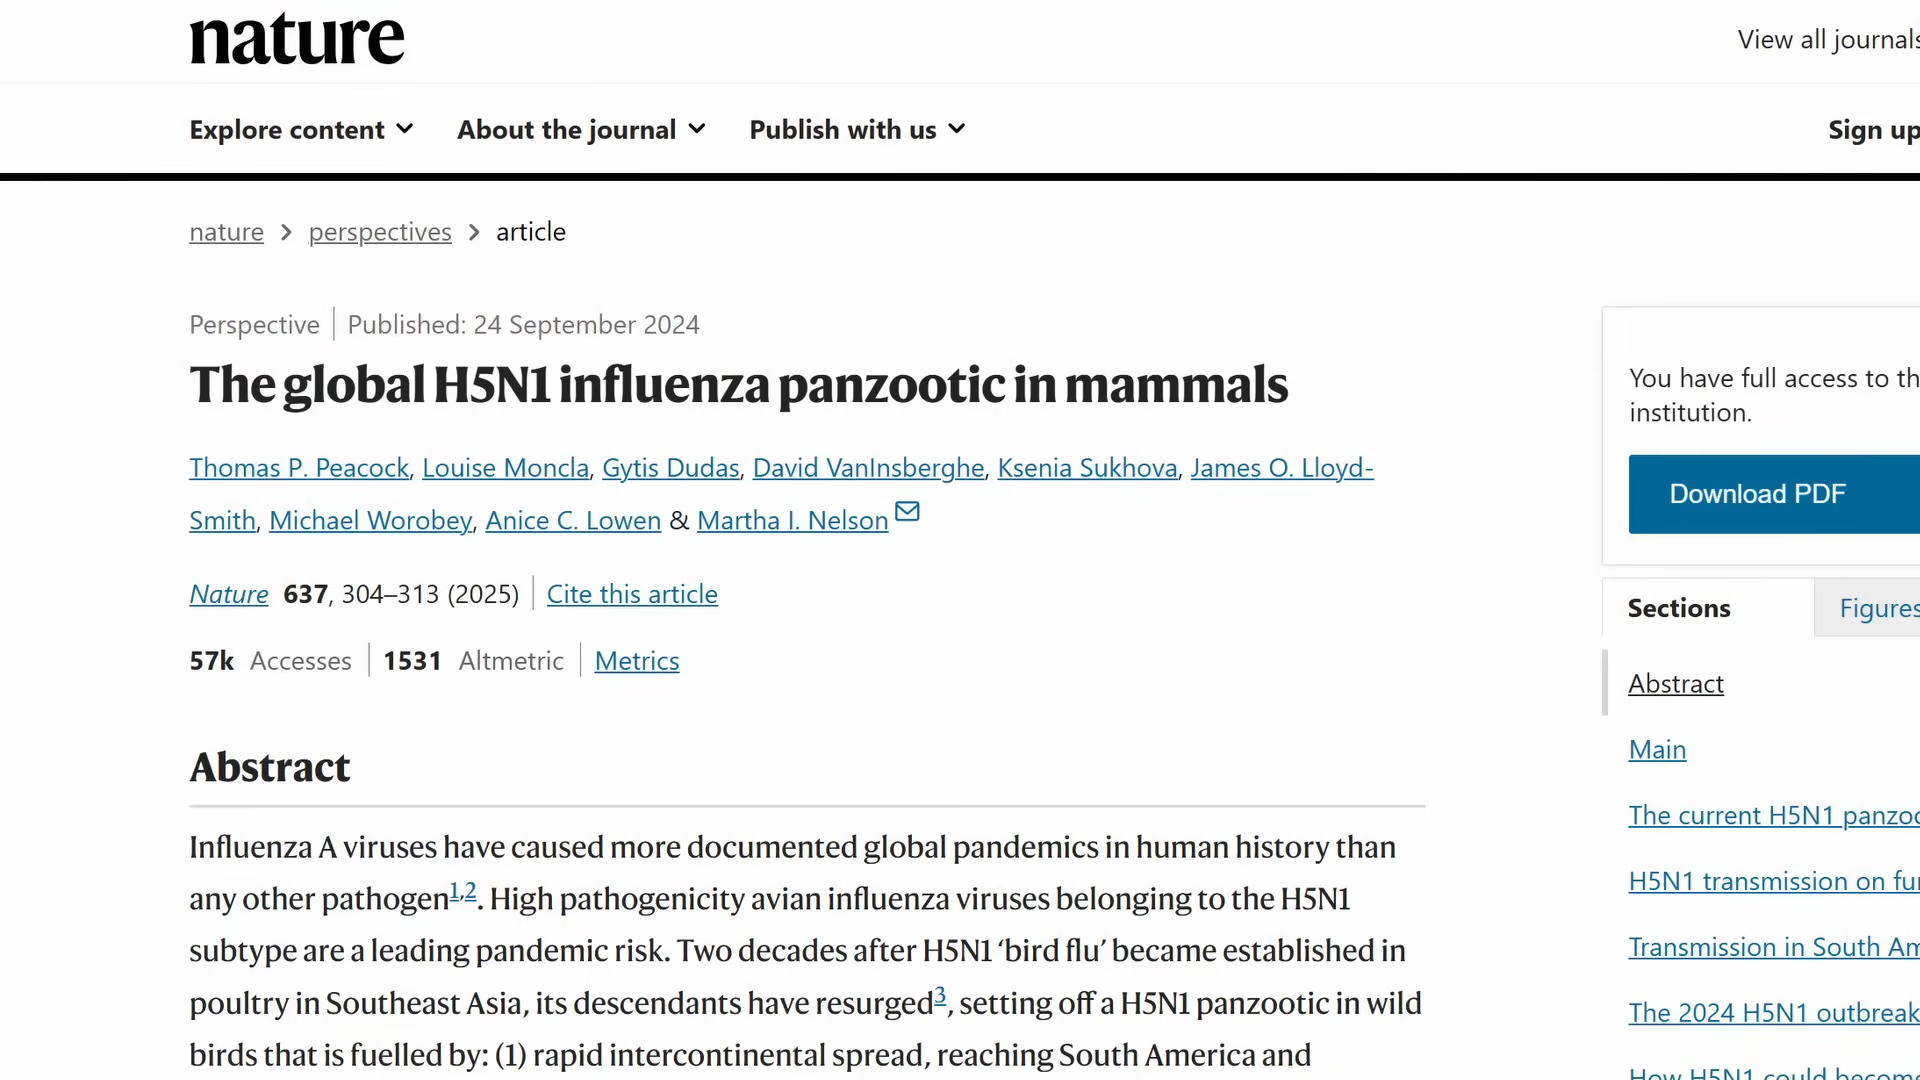 nature
View all journals
Explore content
About the journal
Publish with us
Sign up
nature > perspectives > article
Perspective | Published: 24 September 2024
The global H5N1 influenza panzootic in mammals
Thomas P. Peacock, Louise Moncla, Gytis Dudas, David VanInsberghe, Ksenia Sukhova, James O. Lloyd-
Smith, Michael Worobey, Anice C. Lowen & Martha I. Nelson
Nature 637, 304–313 (2025) | Cite this article
57k Accesses | 1531 Altmetric | Metrics
Abstract
Influenza A viruses have caused more documented global pandemics in human history than
any other pathogen1,2. High pathogenicity avian influenza viruses belonging to the H5N1
subtype are a leading pandemic risk. Two decades after H5N1 ‘bird flu’ became established in
poultry in Southeast Asia, its descendants have resurged3, setting off a H5N1 panzootic in wild
birds that is fuelled by: (1) rapid intercontinental spread, reaching South America and
You have full access to th
institution.
Download PDF
Sections
Figures
Abstract
Main
The current H5N1 panzoo
H5N1 transmission on fu
Transmission in South Am
The 2024 H5N1 outbreak
How H5N1 could become